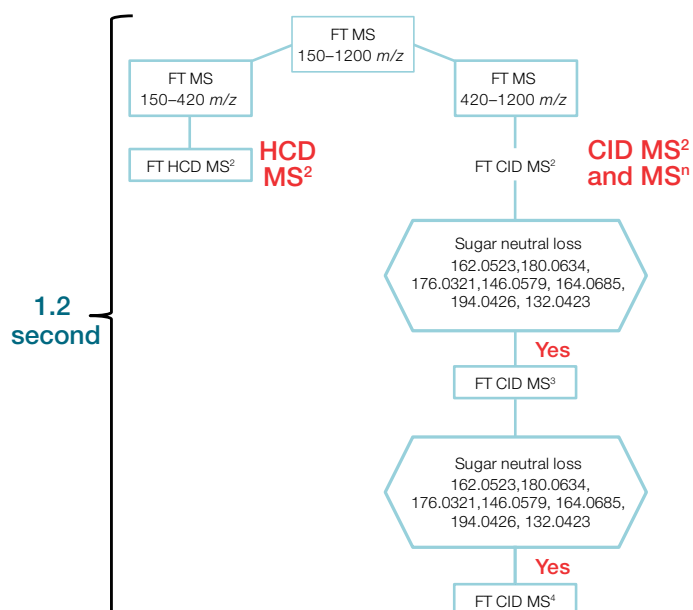 FT MS
150–1200 m/z
FT MS
150–420 m/z
FT MS
420–1200 m/z
FT HCD MS²
HCD
MS²
FT CID MS²
CID MS²
and MSⁿ
Sugar neutral loss
162.0523,180.0634,
176.0321,146.0579, 164.0685,
194.0426, 132.0423
1.2
second
Yes
FT CID MS³
Sugar neutral loss
162.0523,180.0634,
176.0321,146.0579, 164.0685,
194.0426, 132.0423
Yes
FT CID MS⁴